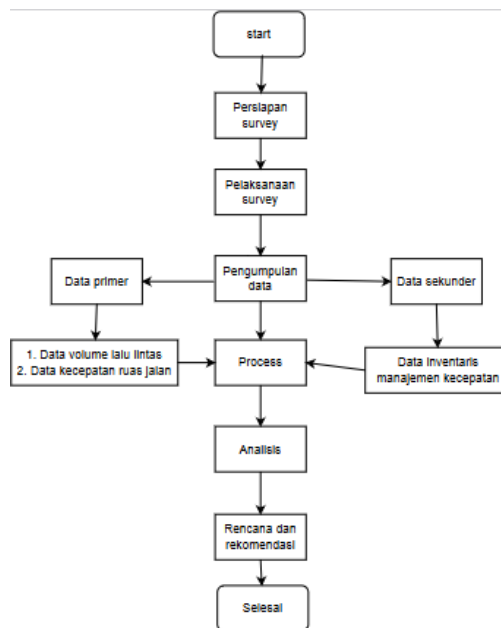 start
Persiapan
survey
Pelaksanaan
survey
Pengumpulan
data
Data primer
Data sekunder
1. Data volume lalu lintas
2. Data kecepatan ruas jalan
Process
Data inventaris
manajemen kecepatan
Analisis
Rencana dan
rekomendasi
Selesai